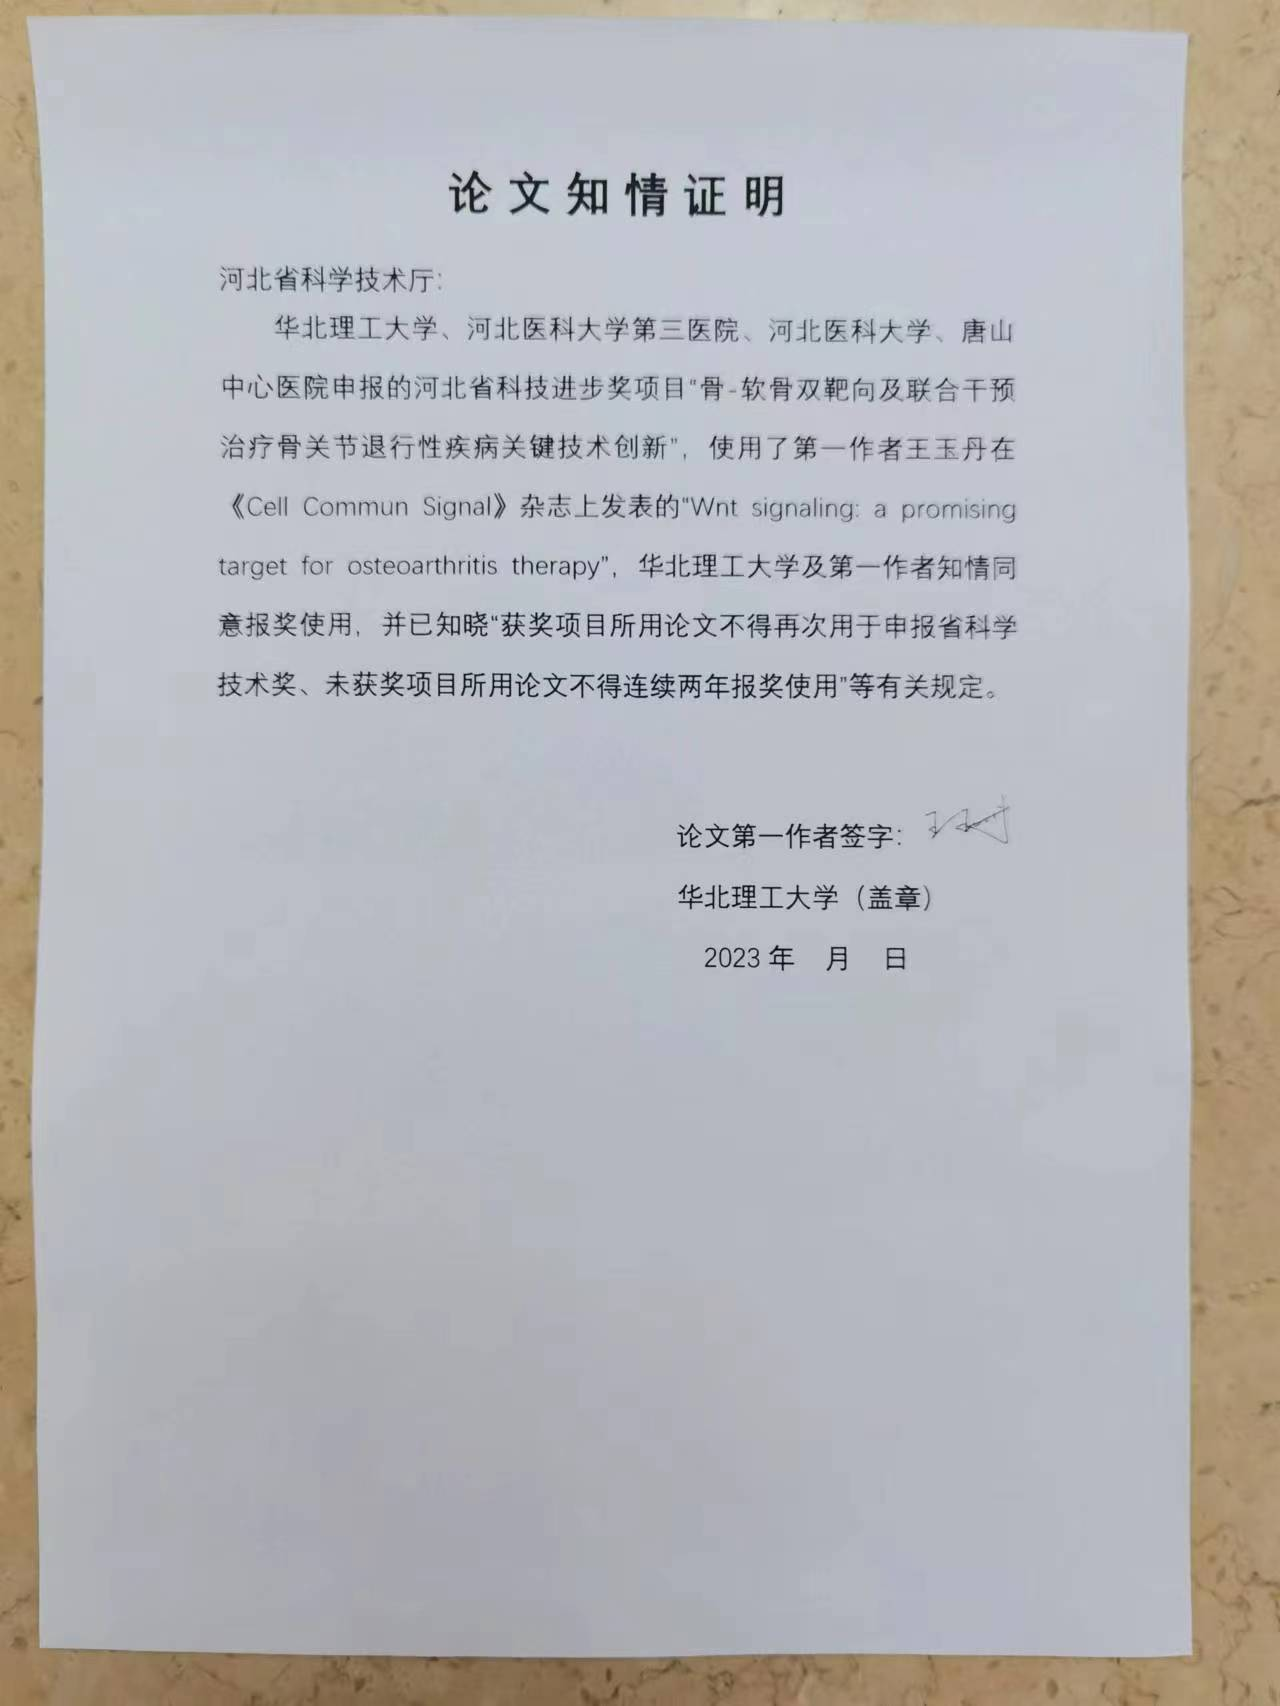 论文知情证明
河北省科学技术厅：
华北理工大学、河北医科大学第三医院、河北医科大学、唐山
中心医院申报的河北省科技进步奖项目“骨-软骨双靶向及联合干预
治疗骨关节退行性疾病关键技术创新”，使用了第一作者王玉丹在
《Cell Commun Signal》杂志上发表的“Wnt signaling: a promising
target for osteoarthritis therapy”，华北理工大学及第一作者知情同
意报奖使用，并已知晓“获奖项目所用论文不得再次用于申报省科学
技术奖、未获奖项目所用论文不得连续两年报奖使用”等有关规定。
论文第一作者签字：
华北理工大学（盖章）
2023 年 月 日